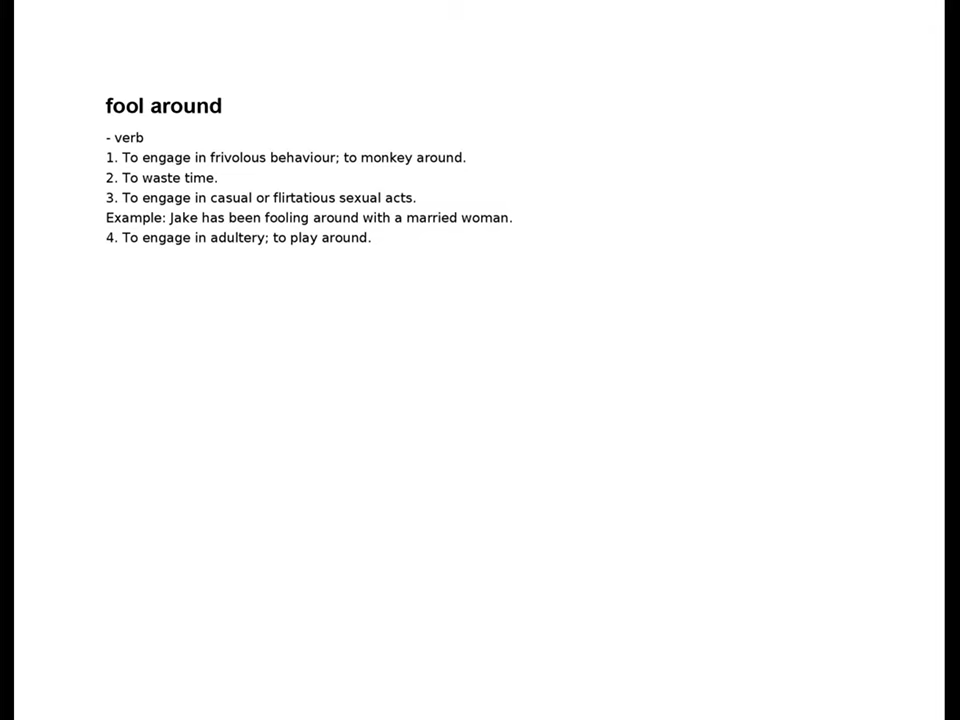 fool around
- verb
1. To engage in frivolous behaviour; to monkey around.
2. To waste time.
3. To engage in casual or flirtatious sexual acts.
Example: Jake has been fooling around with a married woman.
4. To engage in adultery; to play around.